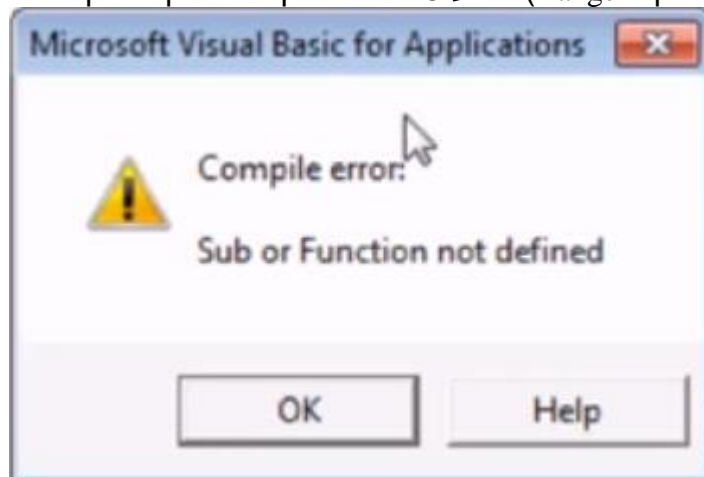 Microsoft Visual Basic for Applications
Compile error:
Sub or Function not defined
OK
Help